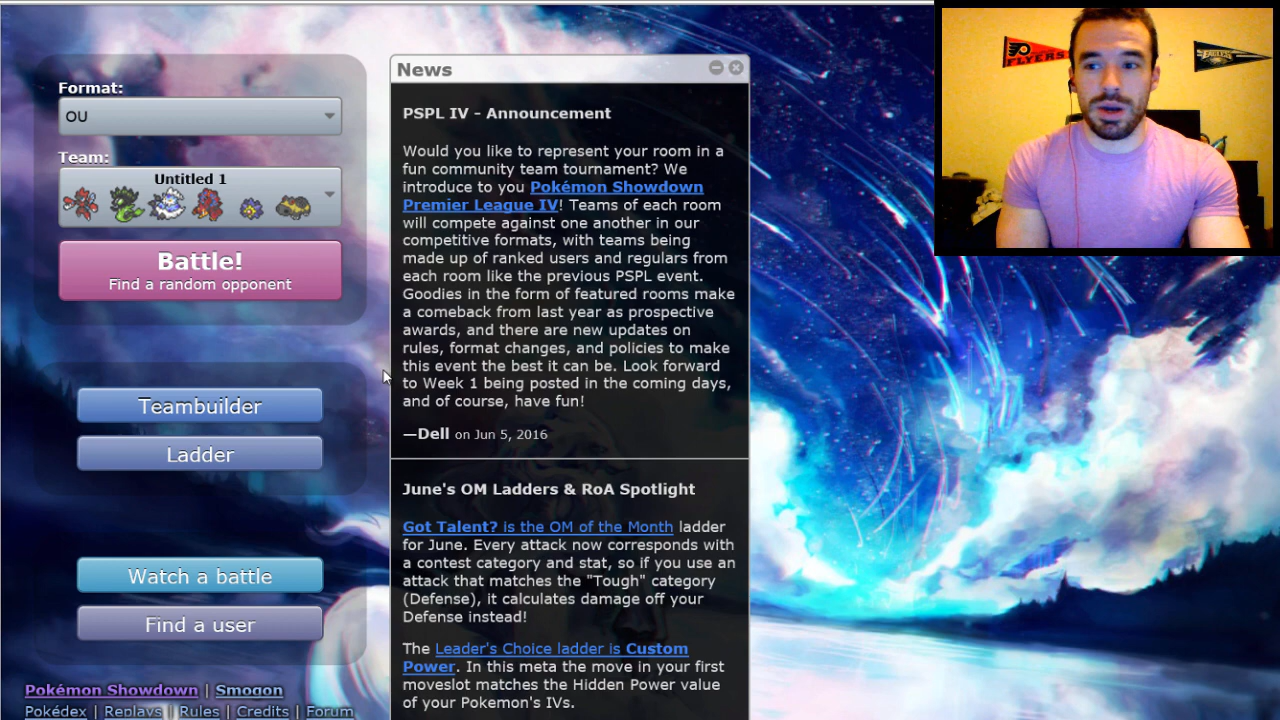 Format:
OU
Team:
Untitled 1
Battle!
Find a random opponent
Teambuilder
Ladder
Watch a battle
Find a user
Pokémon Showdown | Smogon
Pokédex | Replays | Rules | Credits | Forum
News
PSPL IV - Announcement
Would you like to represent your room in a
fun community team tournament? We
introduce to you Pokémon Showdown
Premier League IV! Teams of each room
will compete against one another in our
competitive formats, with teams being
made up of ranked users and regulars from
each room like the previous PSPL event.
Goodies in the form of featured rooms make
a comeback from last year as prospective
awards, and there are new updates on
rules, format changes, and policies to make
this event the best it can be. Look forward
to Week 1 being posted in the coming days,
and of course, have fun!
—Dell on Jun 5, 2016
June's OM Ladders & RoA Spotlight
Got Talent? is the OM of the Month ladder
for June. Every attack now corresponds with
a contest category and stat, so if you use an
attack that matches the "Tough" category
(Defense), it calculates damage off your
Defense instead!
The Leader's Choice ladder is Custom
Power. In this meta the move in your first
moveslot matches the Hidden Power value
of your Pokemon's IVs.
FLYERS
EAGLES